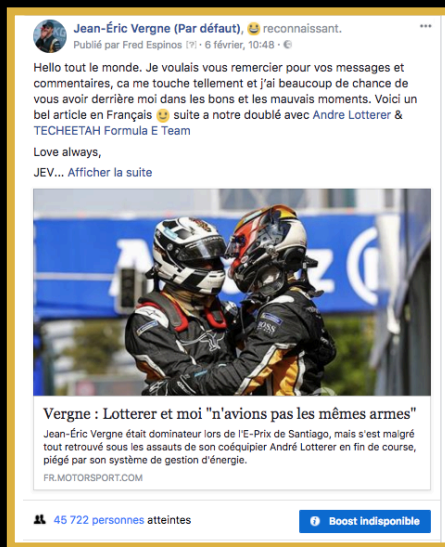 Jean-Éric Vergne (Par défaut), reconnaissant.
Publié par Fred Espinos [?] · 6 février, 10:48 ·
Hello tout le monde. Je voulais vous remercier pour vos messages et
commentaires, ca me touche tellement et j'ai beaucoup de chance de
vous avoir derrière moi dans les bons et les mauvais moments. Voici un
bel article en Français suite a notre doublé avec Andre Lotterer &
TECHEETAH Formula E Team
Love always,
JEV... Afficher la suite
BOSS
Vergne : Lotterer et moi "n'avions pas les mêmes armes"
Jean-Éric Vergne était dominateur lors de l'E-Prix de Santiago, mais s'est malgré
tout retrouvé sous les assauts de son coéquipier André Lotterer en fin de course,
piégé par son système de gestion d'énergie.
FR.MOTORSPORT.COM
45 722 personnes atteintes
Boost indisponible